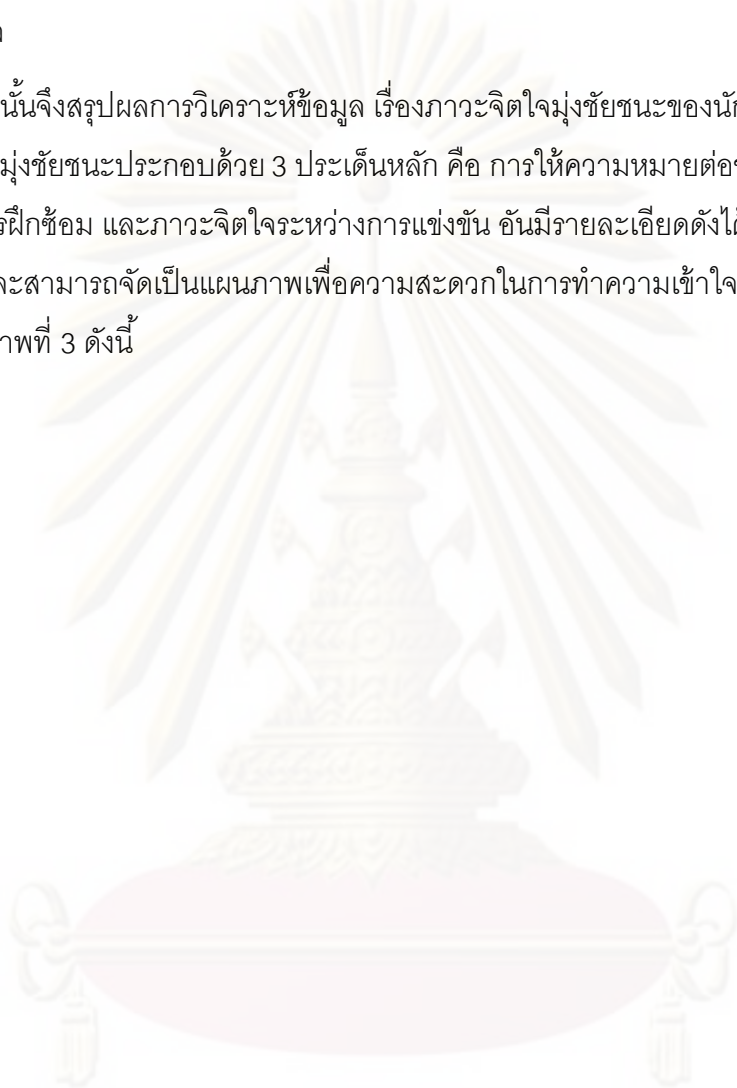 นั้นจึงสรุปผลการวิเคราะห์ข้อมูล เรื่องภาวะจิตใจมุ่งชัยชนะของ
มุ่งชัยชนะประกอบด้วย 3 ประเด็นหลัก คือ การให้ความหมายต่อ
ฝึกซ้อม และภาวะจิตใจระหว่างการแข่งขัน อันมีรายละเอียดดังได้
ละสามารถจัดเป็นแผนภาพเพื่อความสะดวกในการทำความเข้าใจ
าพที่ 3 ดังนี้